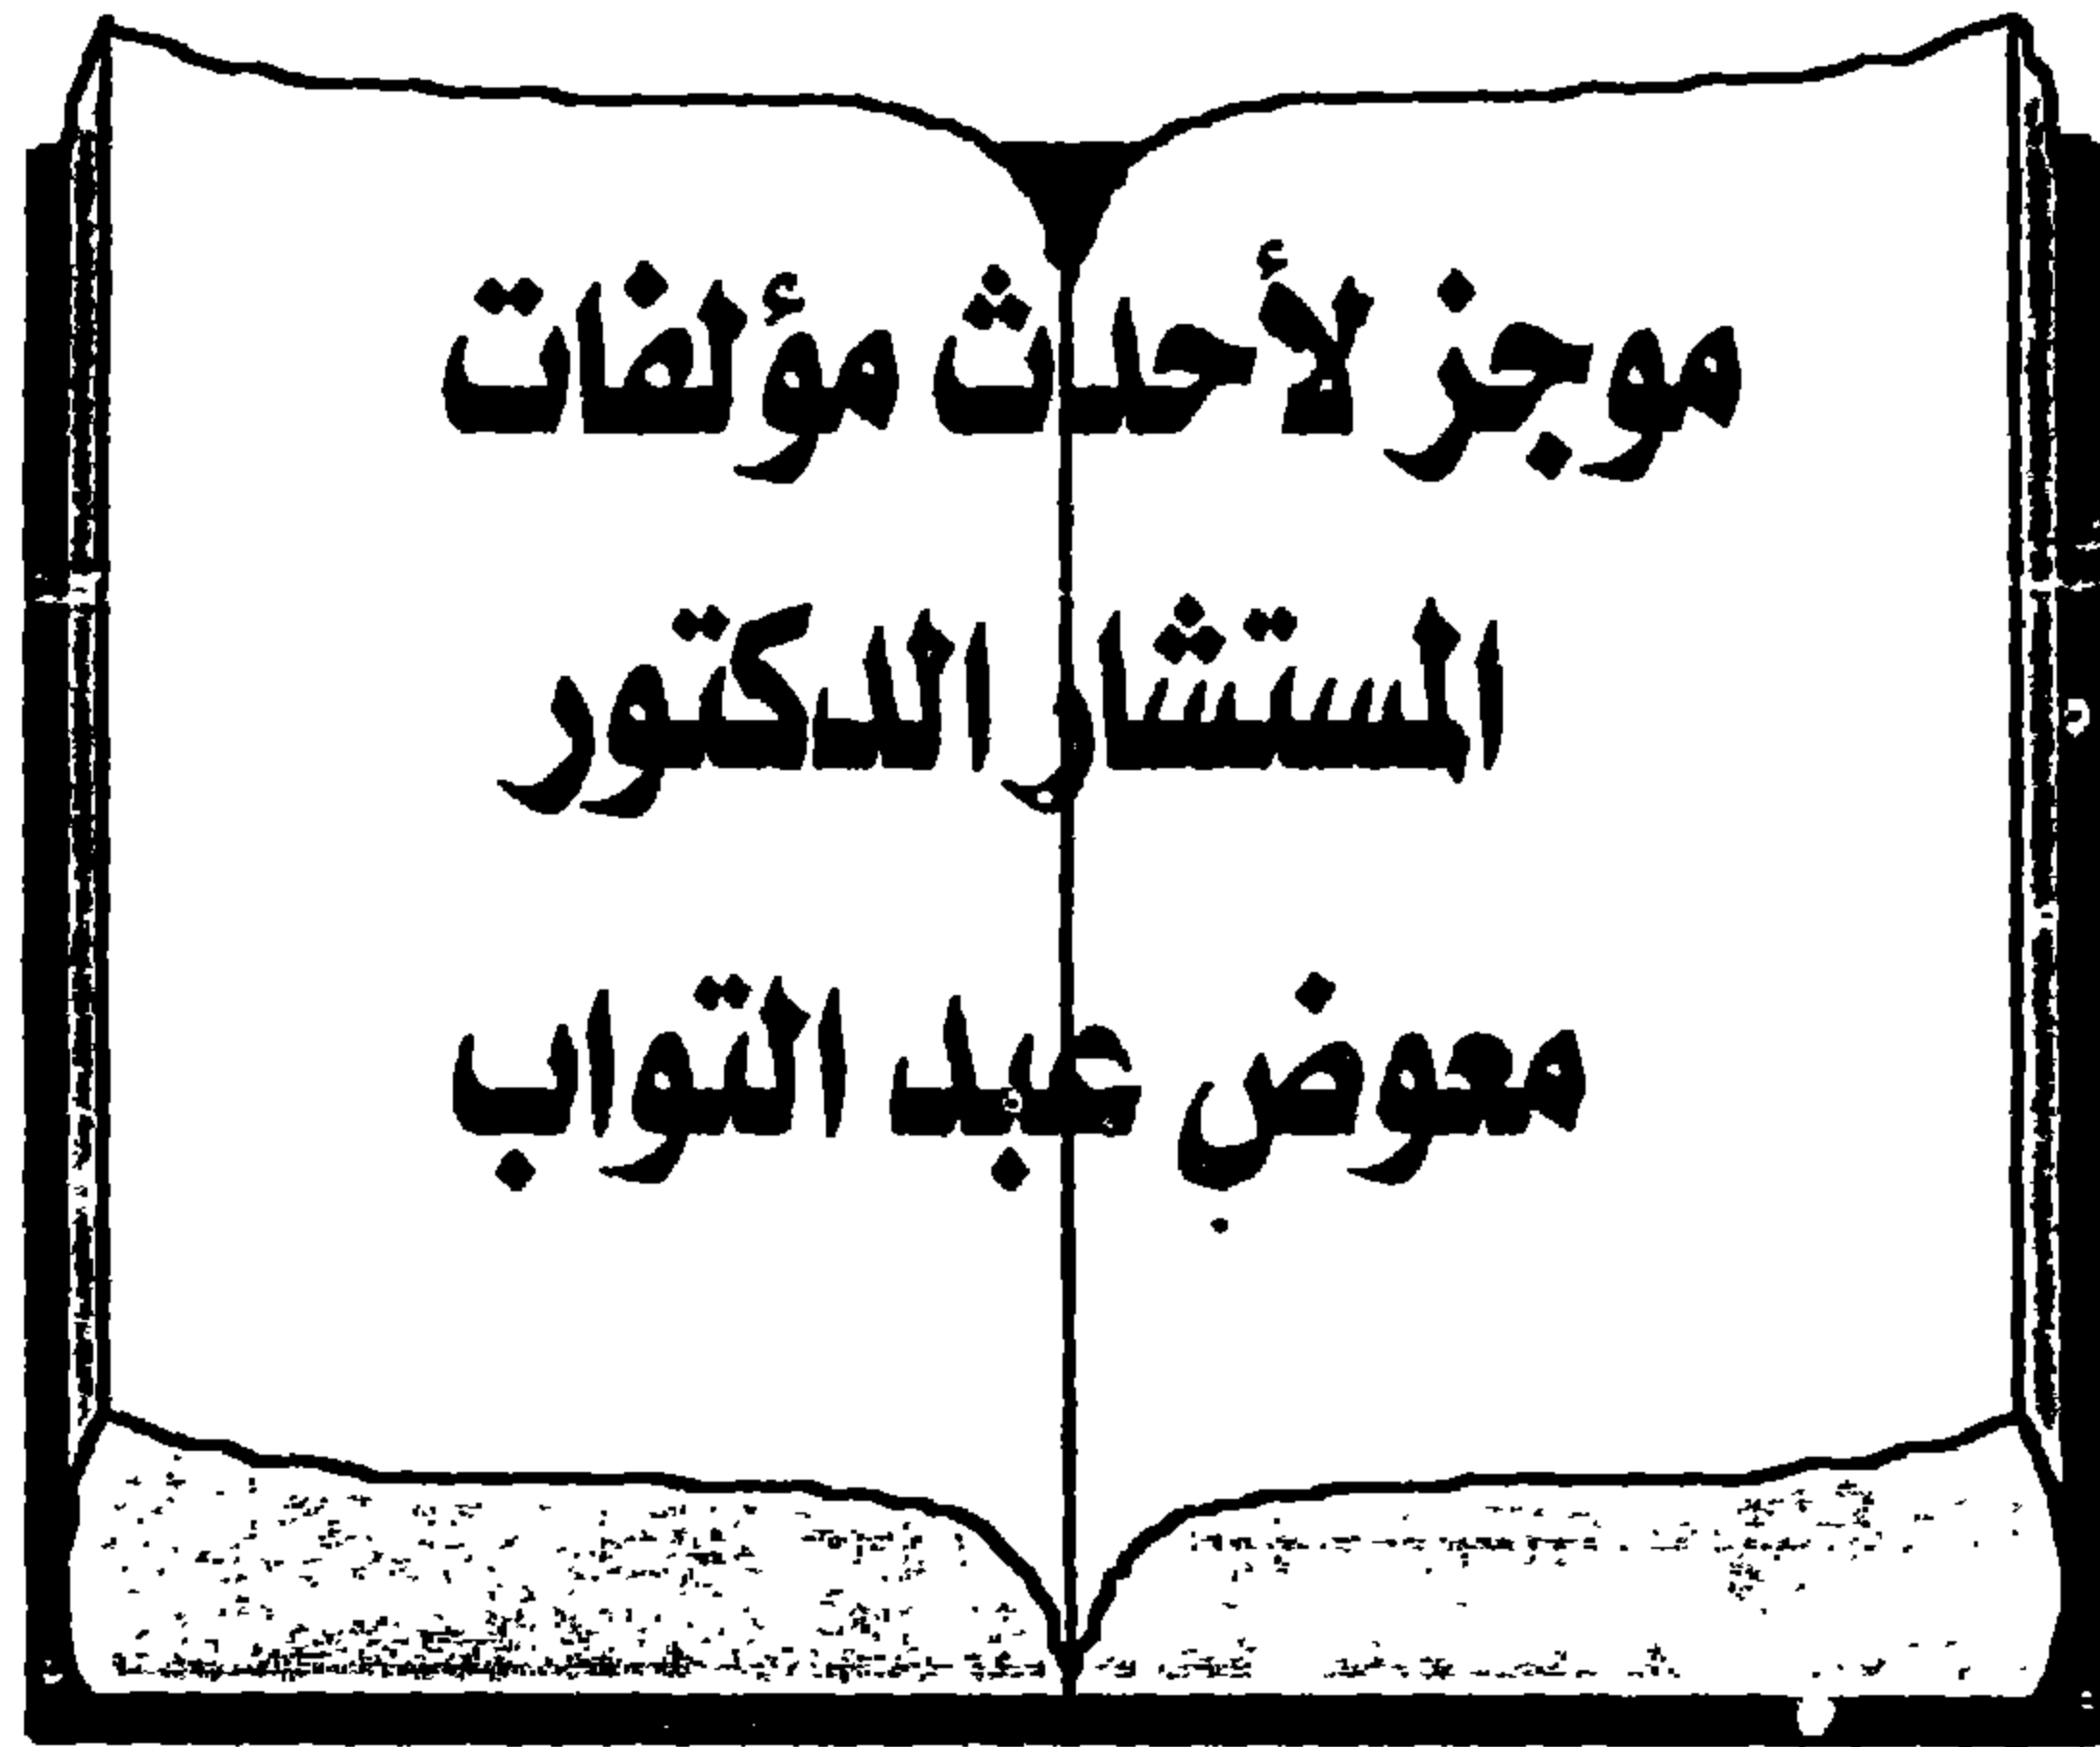 موجز لأحدث مؤلفات
المستشار الدكتور
معوض عبد التواب